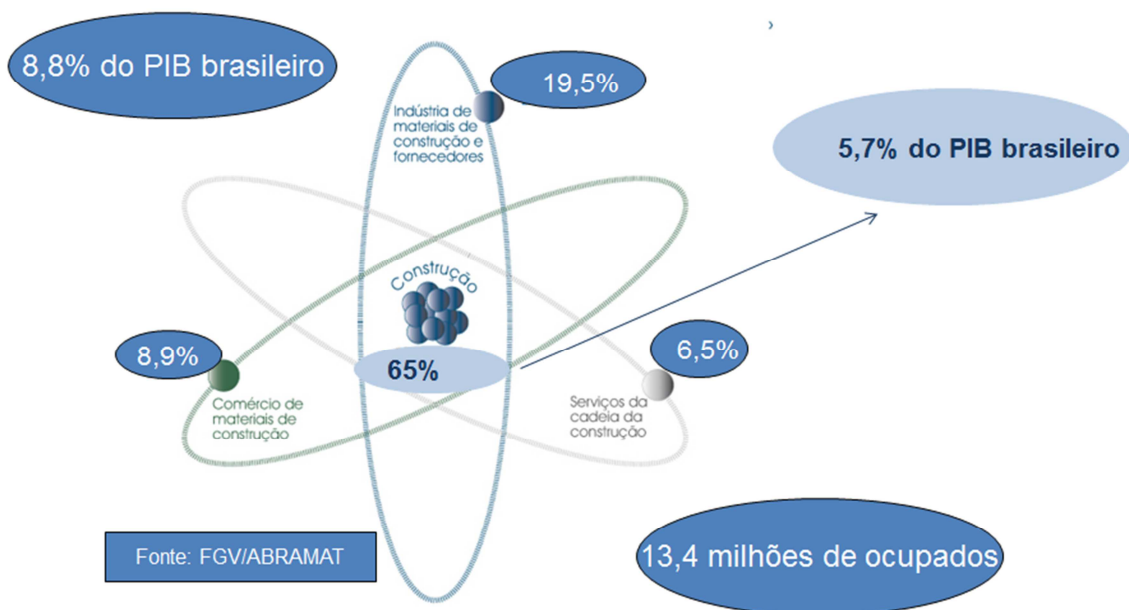 8,8% do PIB brasileiro
19,5%
Indústria de
materiais de
construção e
fornecedores
5,7% do PIB brasileiro
Construção
65%
8,9%
Comércio de
materiais de
construção
6,5%
Serviços da
cadeia da
construção
Fonte: FGV/ABRAMAT
13,4 milhões de ocupados